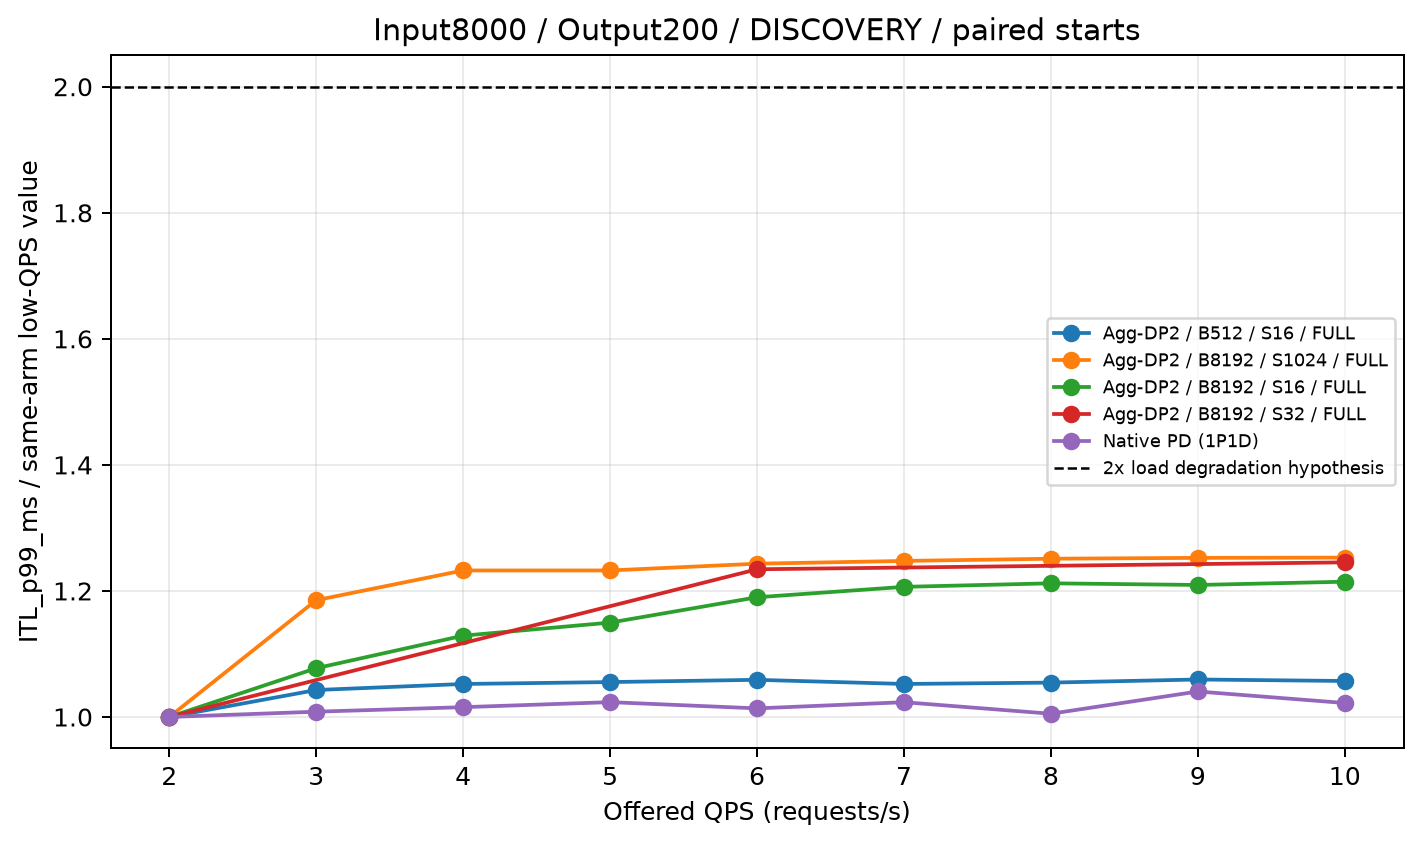 Input8000 / Output200 / DISCOVERY / paired starts
ITL_p99_ms / same-arm low-QPS value
2.0
1.8
1.6
1.4
1.2
1.0
Agg-DP2 / B512 / S16 / FULL
Agg-DP2 / B8192 / S1024 / FULL
Agg-DP2 / B8192 / S16 / FULL
Agg-DP2 / B8192 / S32 / FULL
Native PD (1P1D)
2x load degradation hypothesis
2 3 4 5 6 7 8 9 10
Offered QPS (requests/s)